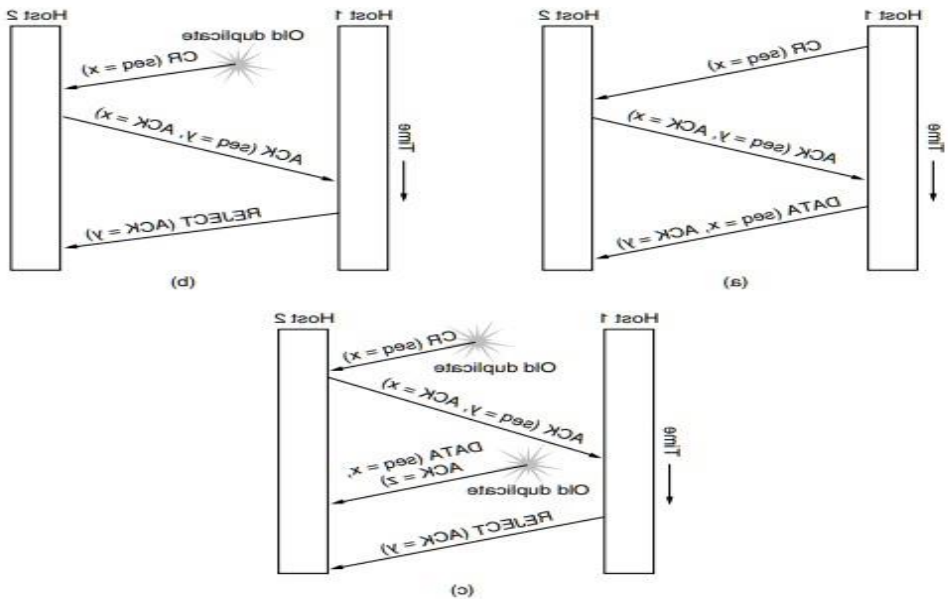 Host 1
Host 2
CR (seq = x)
ACK (seq = y, ACK = x)
DATA (seq = x, ACK = y)
Time
(a)
Host 1
Host 2
Old duplicate
CR (seq = x)
ACK (seq = y, ACK = x)
REJECT (ACK = y)
Time
(b)
Host 1
Host 2
CR (seq = x)
Old duplicate
ACK (seq = y, ACK = x)
DATA (seq = x,
ACK = z)
Old duplicate
REJECT (ACK = y)
Time
(c)